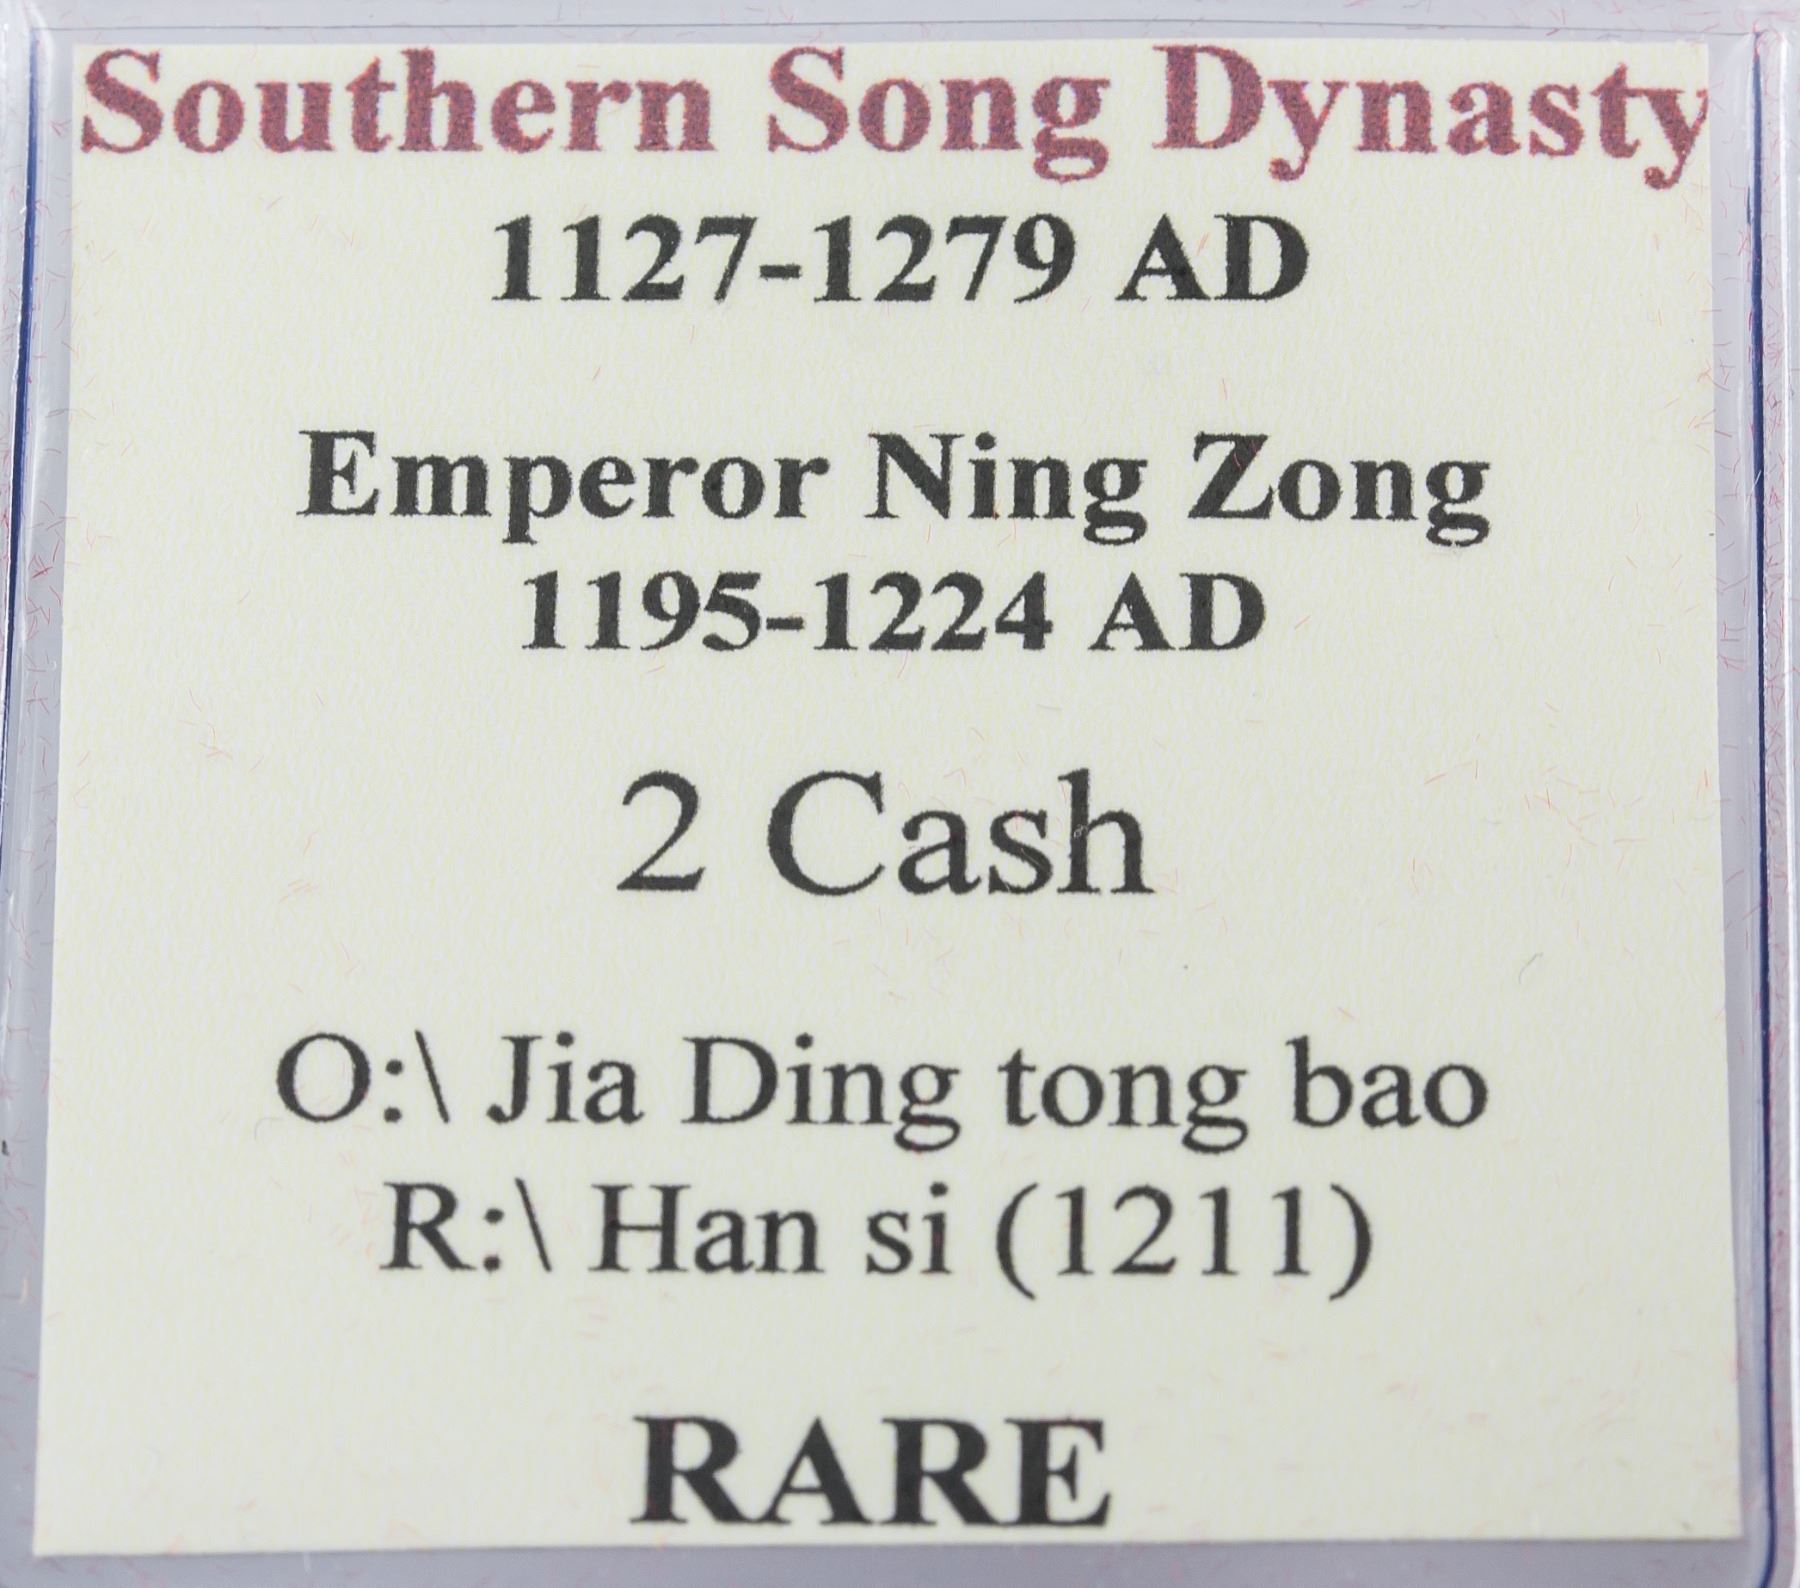 Southern Song Dynasty
1127-1279 AD
Emperor Ning Zong
1195-1224 AD
2 Cash
O:\ Jia Ding tong bao
R:\ Han si (1211)
RARE